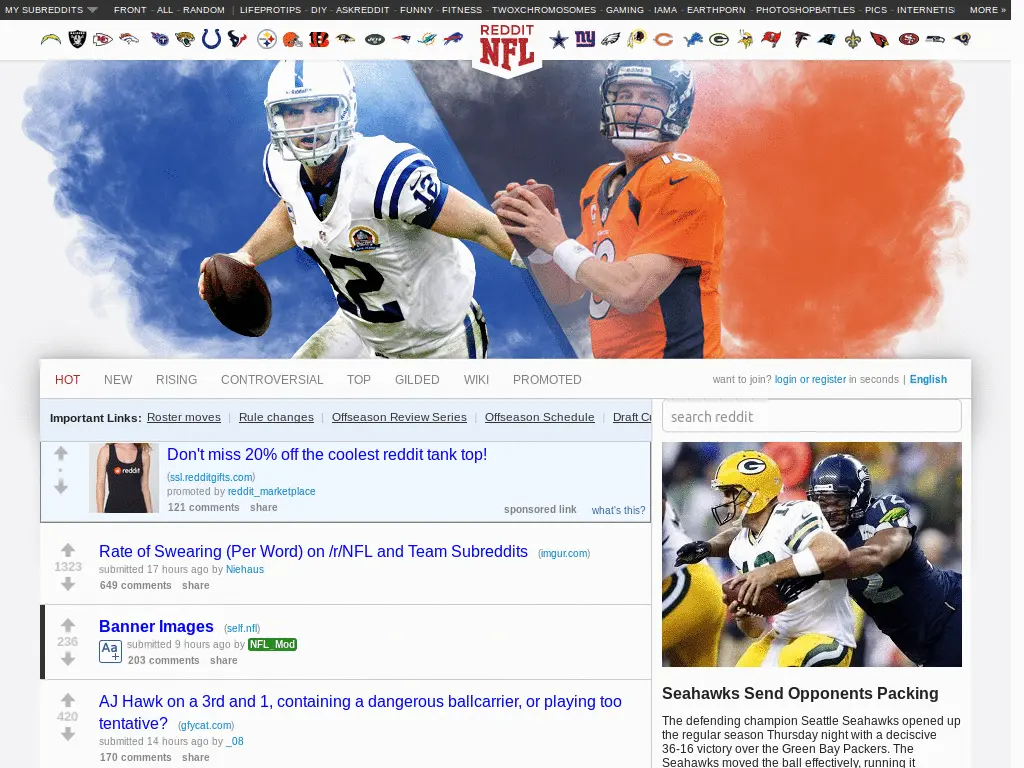 MY SUBREDDITS FRONT - ALL - RANDOM | LIFEPROTIPS - DIY - ASKREDDIT - FUNNY - FITNESS - TWOXCHROMOSOMES - GAMING - IAMA - EARTHPORN - PHOTOSHOPBATTLES - PICS - INTERNETIS MORE »
REDDIT
NFL
12
12
18
HOT NEW RISING CONTROVERSIAL TOP GILDED WIKI PROMOTED want to join? login or register in seconds | English
Important Links: Roster moves | Rule changes | Offseason Review Series | Offseason Schedule | Draft Cu
search reddit
reddit
Don't miss 20% off the coolest reddit tank top!
(ssl.redditgifts.com)
promoted by reddit_marketplace
121 comments share sponsored link what's this?
1323
Rate of Swearing (Per Word) on /r/NFL and Team Subreddits (imgur.com)
submitted 17 hours ago by Niehaus
649 comments share
236
Banner Images (self.nfl)
Aa+ submitted 9 hours ago by NFL_Mod
203 comments share
420
AJ Hawk on a 3rd and 1, containing a dangerous ballcarrier, or playing too
tentative? (gfycat.com)
submitted 14 hours ago by _08
170 comments share
Seahawks Send Opponents Packing
The defending champion Seattle Seahawks opened up
the regular season Thursday night with a deciscive
36-16 victory over the Green Bay Packers. The
Seahawks moved the ball effectively, running it